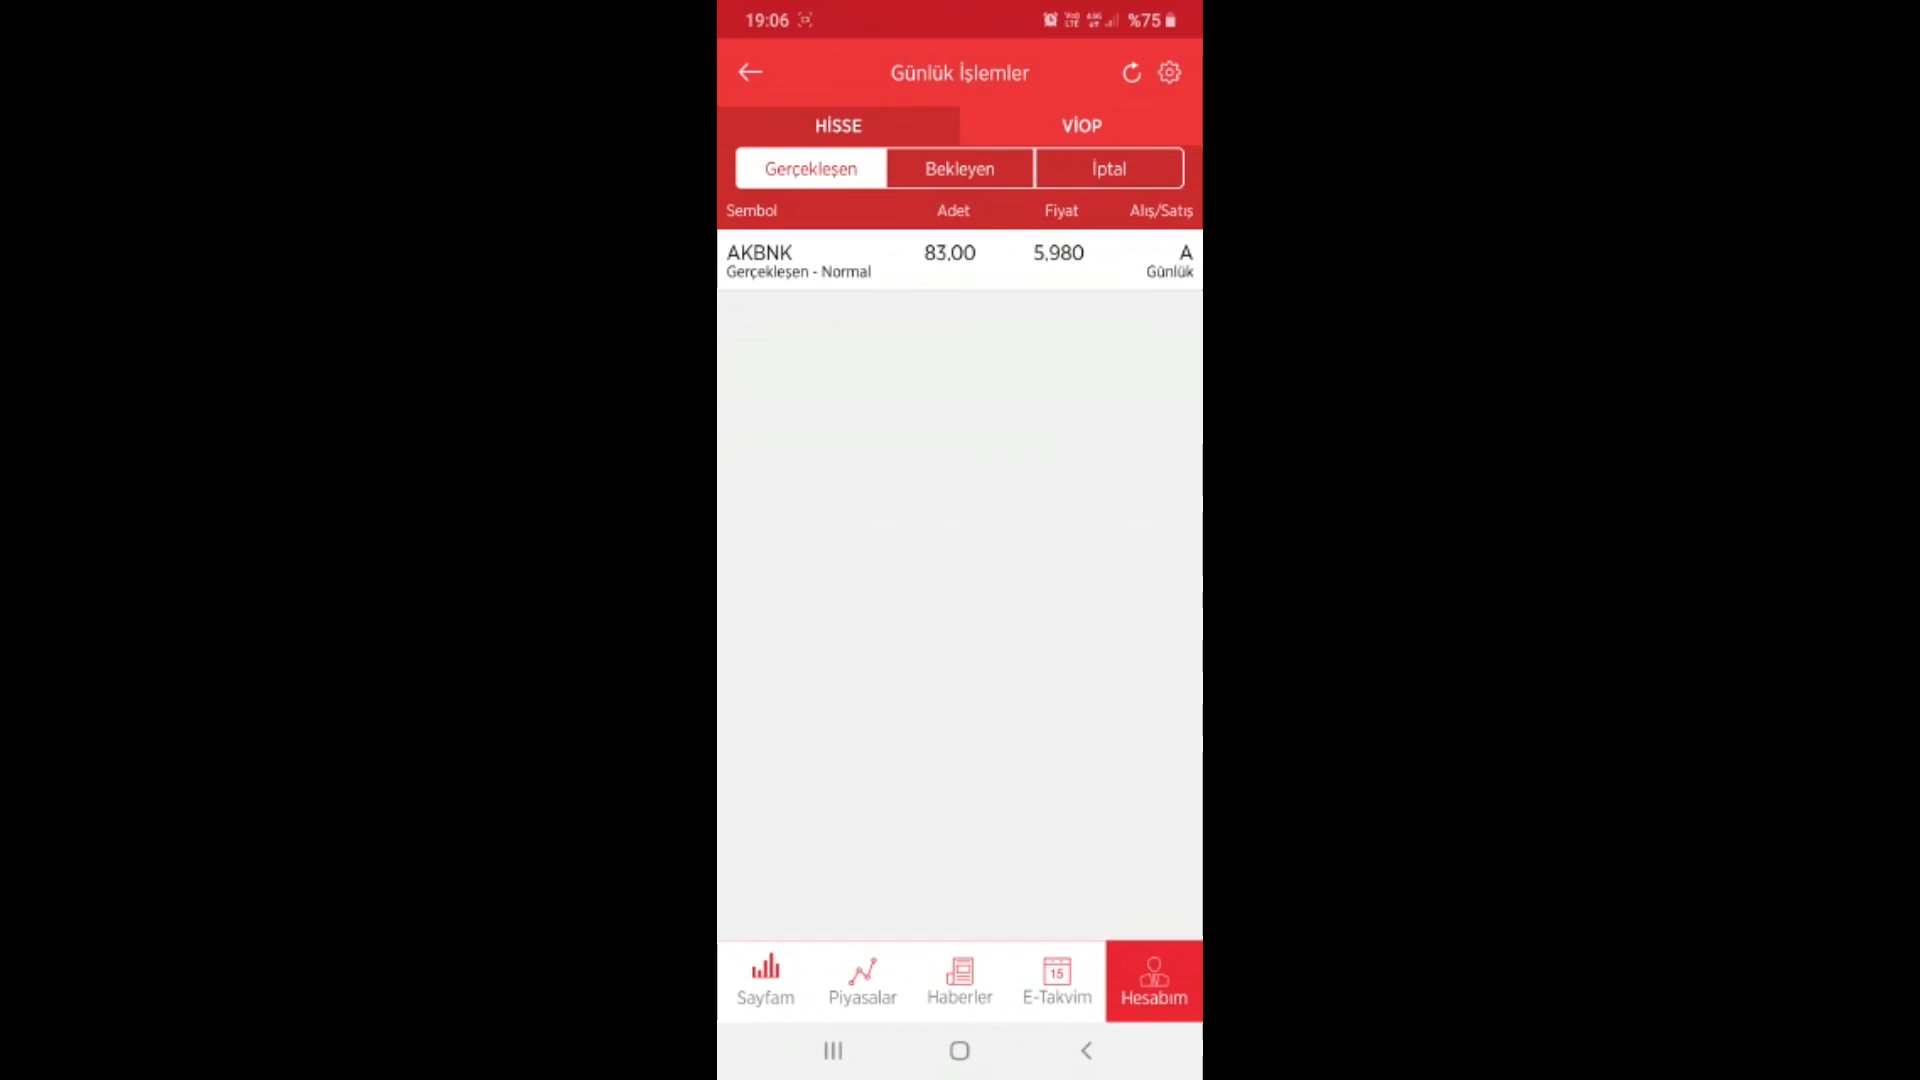 19:06 %75
Günlük İşlemler
HİSSE VİOP
Gerçekleşen Bekleyen İptal
Sembol Adet Fiyat Alış/Satış
AKBNK 83,00 5,980 A
Gerçekleşen - Normal Günlük
15
Sayfam Piyasalar Haberler E-Takvim Hesabım